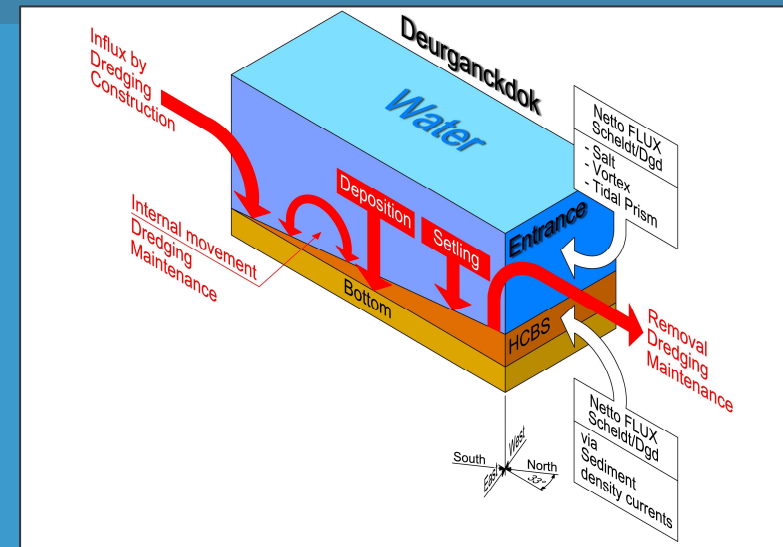 Deurganckdok
Influx by
Dredging
Construction
Water
Netto FLUX
Scheldt/Dgd
- Salt
- Vortex
- Tidal Prism
Internal movement
Dredging
Maintenance
Deposition
Setling
Entrance
Bottom
HCBS
Removal
Dredging
Maintenance
Netto FLUX
Scheldt/Dgd
via
Sediment
density currents
West
South
North
East
33°